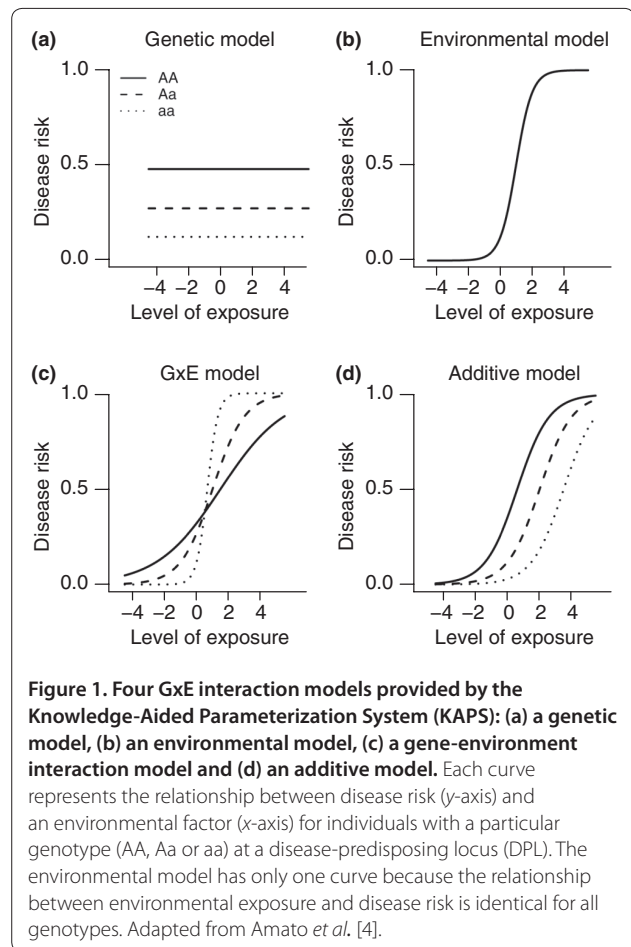 (a)
Genetic model
AA
Aa
aa
1.0
0.5
0.0
Disease risk
−4 −2 0 2 4
Level of exposure
(b)
Environmental model
1.0
0.5
0.0
Disease risk
−4 −2 0 2 4
Level of exposure
(c)
GxE model
1.0
0.5
0.0
Disease risk
−4 −2 0 2 4
Level of exposure
(d)
Additive model
1.0
0.5
0.0
Disease risk
−4 −2 0 2 4
Level of exposure
Figure 1. Four GxE interaction models provided by the
Knowledge-Aided Parameterization System (KAPS): (a) a genetic
model, (b) an environmental model, (c) a gene-environment
interaction model and (d) an additive model. Each curve
represents the relationship between disease risk (y-axis) and
an environmental factor (x-axis) for individuals with a particular
genotype (AA, Aa or aa) at a disease-predisposing locus (DPL). The
environmental model has only one curve because the relationship
between environmental exposure and disease risk is identical for all
genotypes. Adapted from Amato et al. [4].